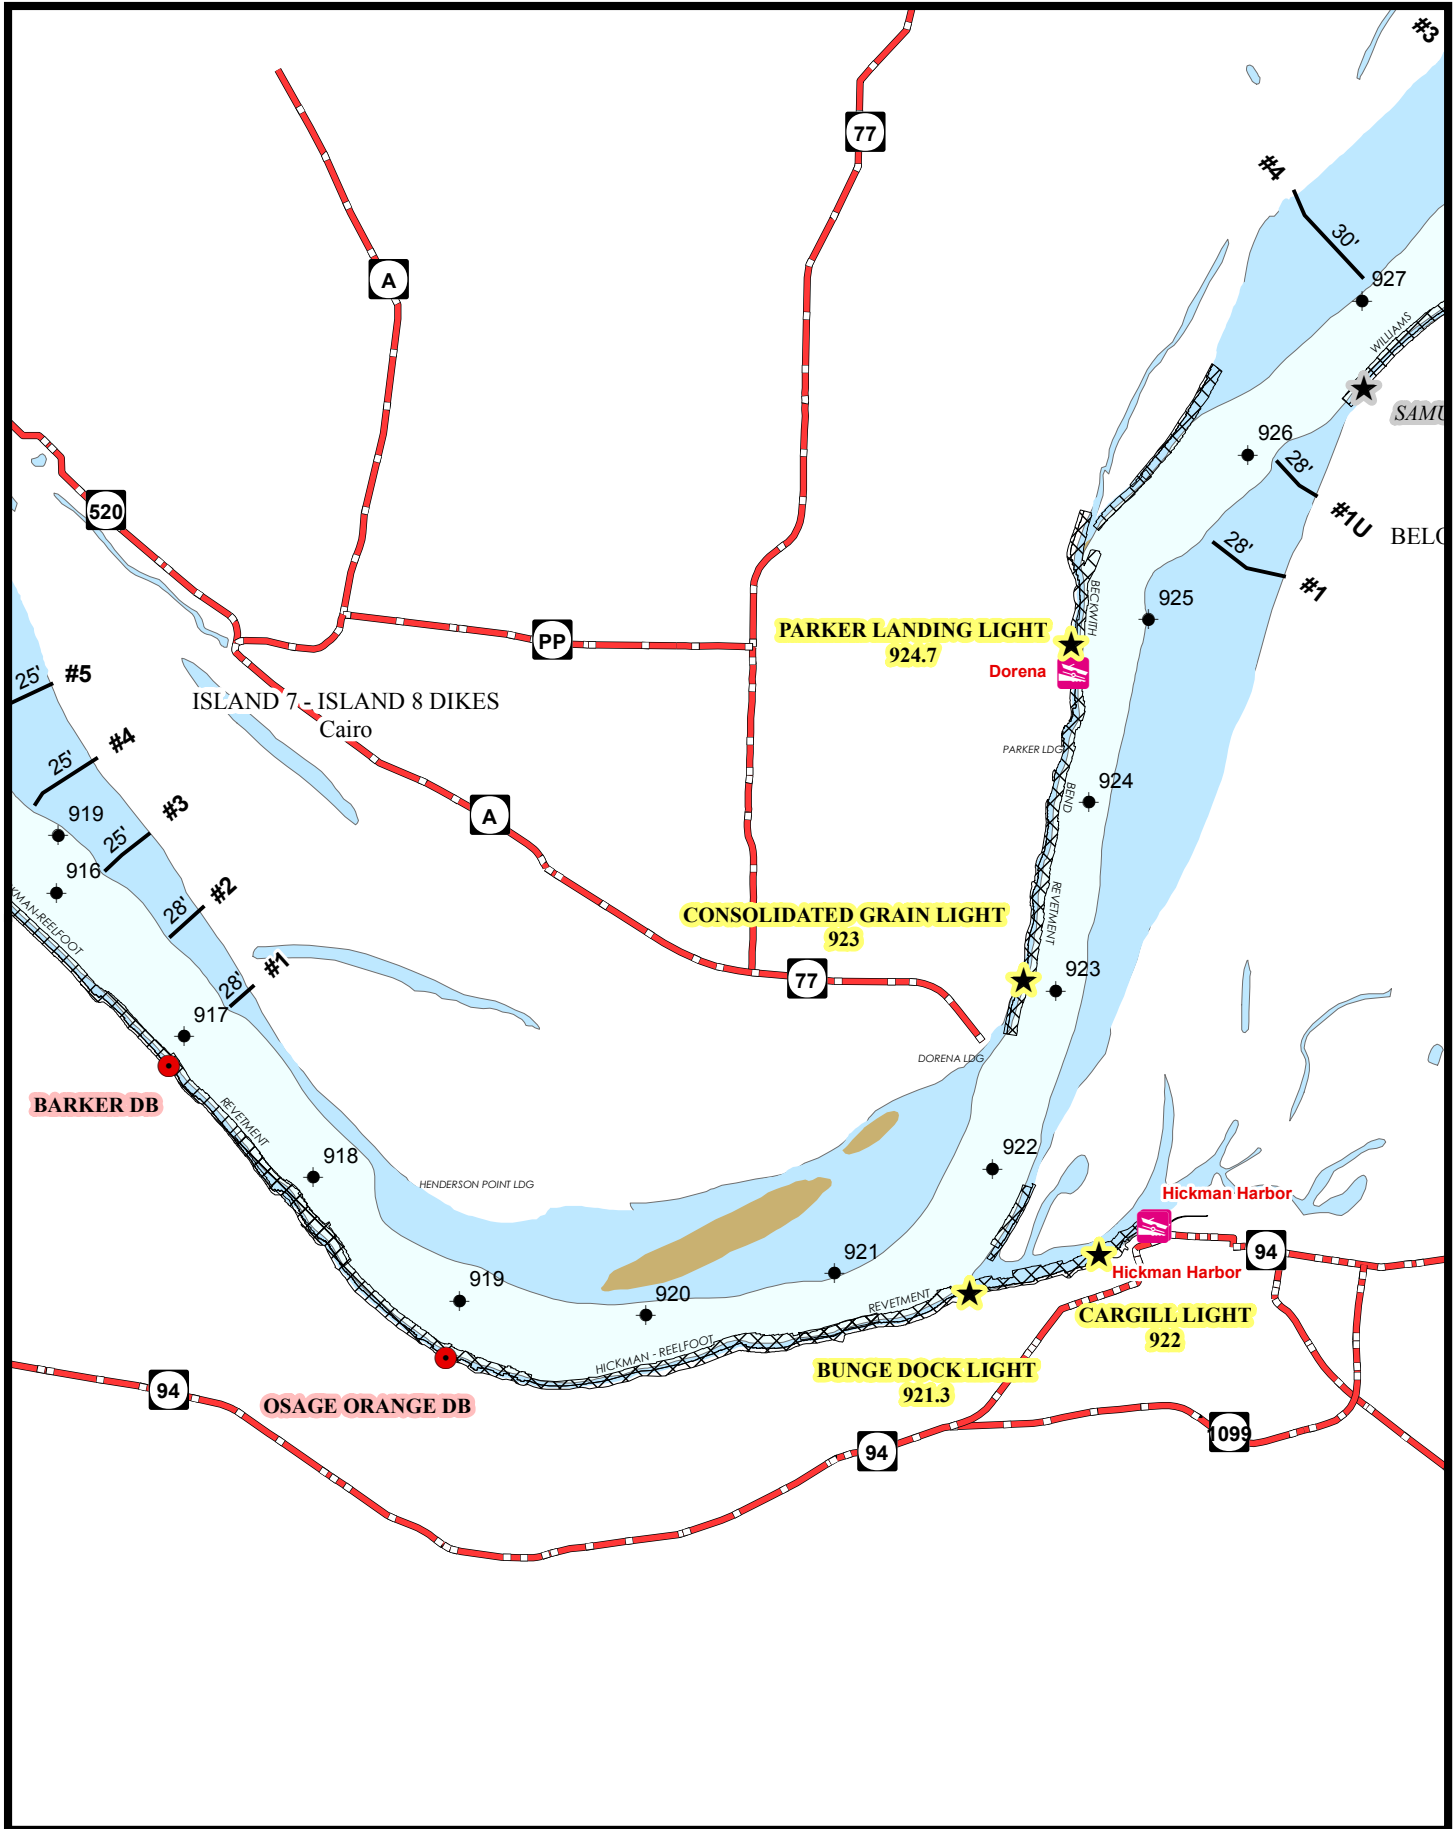 #3
77
#4
30'
927
A
WILLIAMS
926
28'
#1U
520
28'
#1
BECKWITH
925
PARKER LANDING LIGHT
924.7
PP
Dorena
25'
#5
ISLAND 7 - ISLAND 8 DIKES
Cairo
25'
#4
PARKER LDG
BEND
924
919
25'
#3
A
916
28'
#2
REVETMENT
CONSOLIDATED GRAIN LIGHT
923
28'
#1
77
923
917
DORENA LDG
BARKER DB
REVETMENT
918
HENDERSON POINT LDG
922
Hickman Harbor
921
94
919
920
REVETMENT
Hickman Harbor
CARGILL LIGHT
922
HICKMAN - REELFOOT
BUNGE DOCK LIGHT
921.3
94
OSAGE ORANGE DB
94
1099